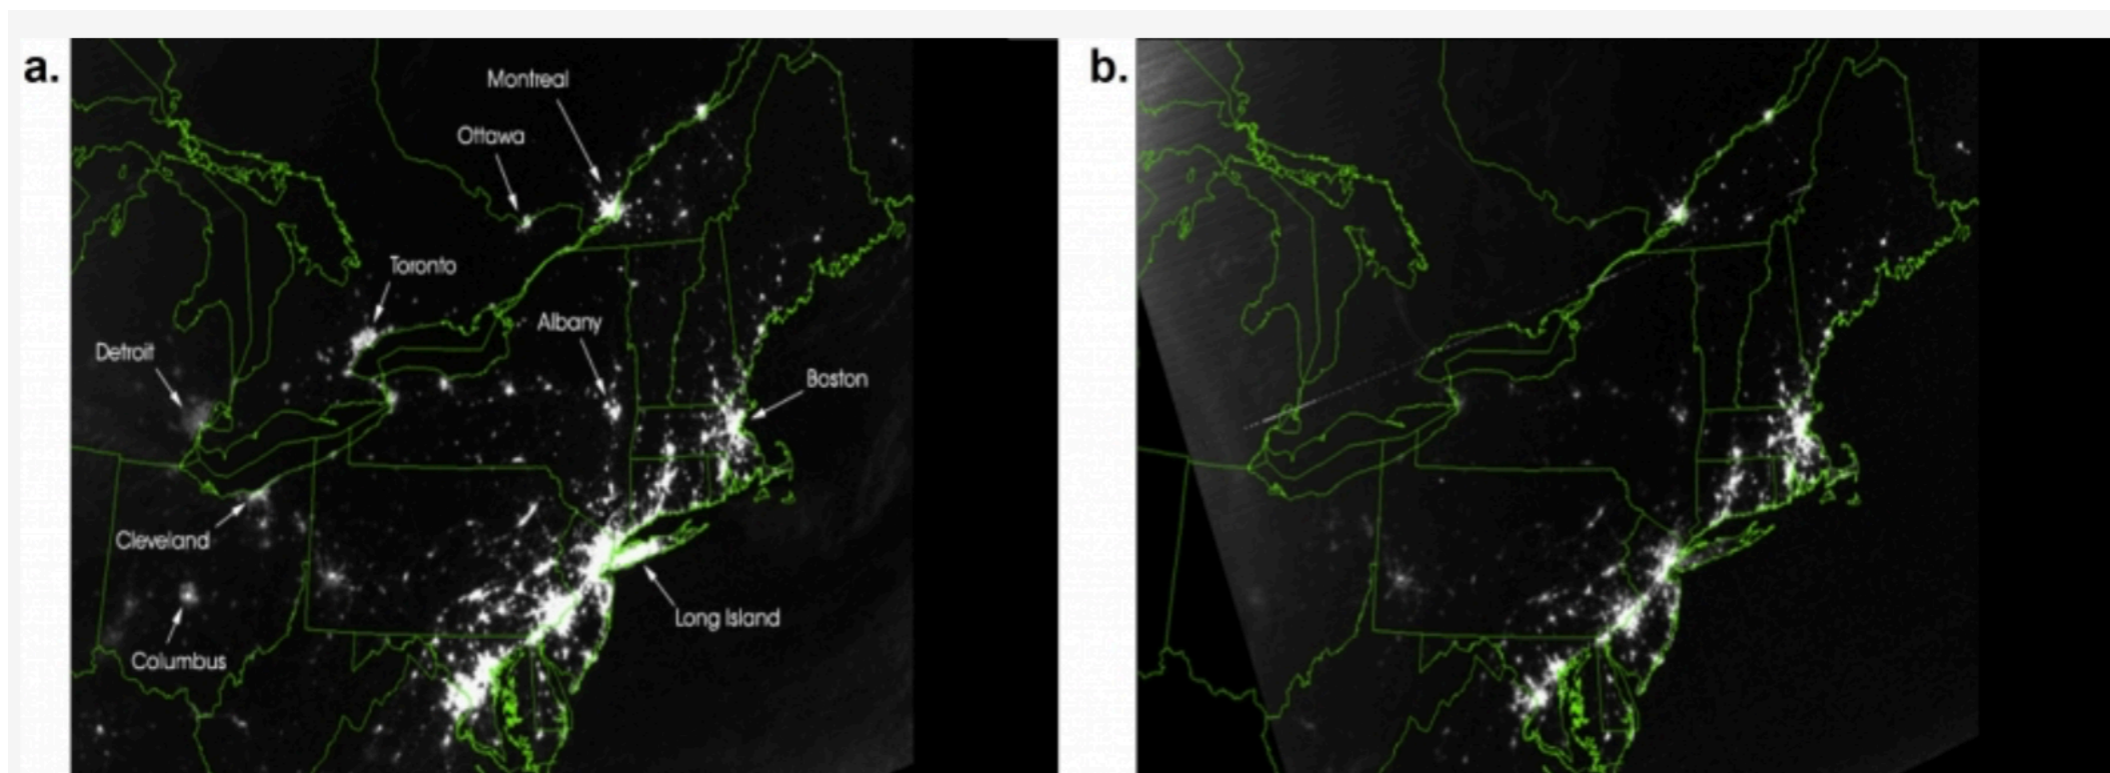 a.
b.
Montreal
Ottawa
Toronto
Albany
Detroit
Boston
Cleveland
Long Island
Columbus